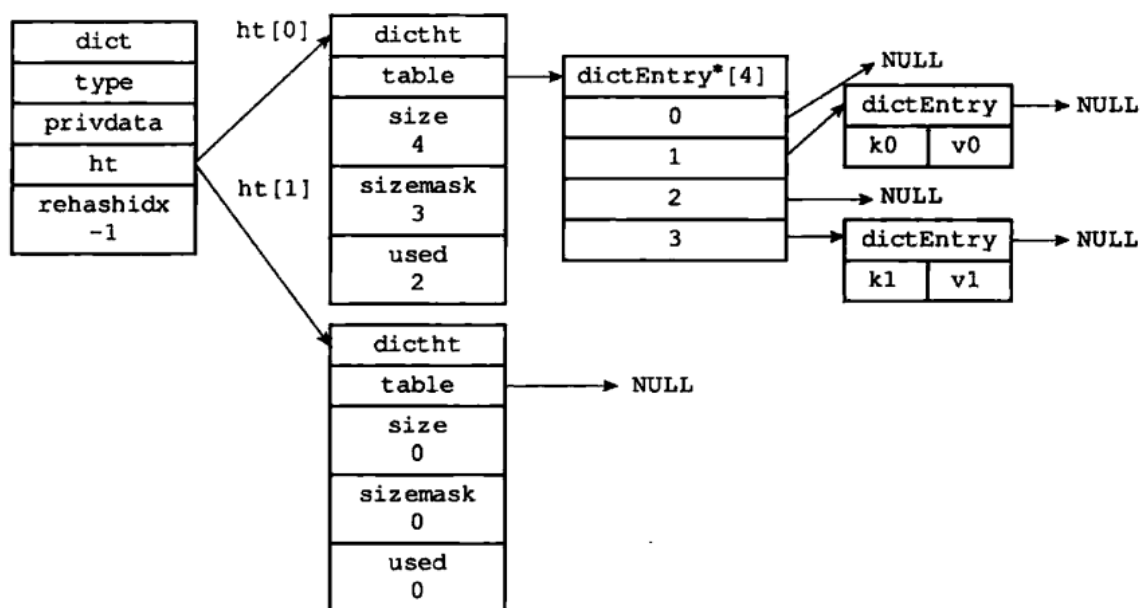 dict
type
privdata
ht
rehashidx
-1
ht[0]
ht[1]
dictht
table
size
4
sizemask
3
used
2
dictEntry*[4]
0
1
2
3
NULL
dictEntry
k0 v0
NULL
NULL
dictEntry
k1 v1
NULL
dictht
table
NULL
size
0
sizemask
0
used
0